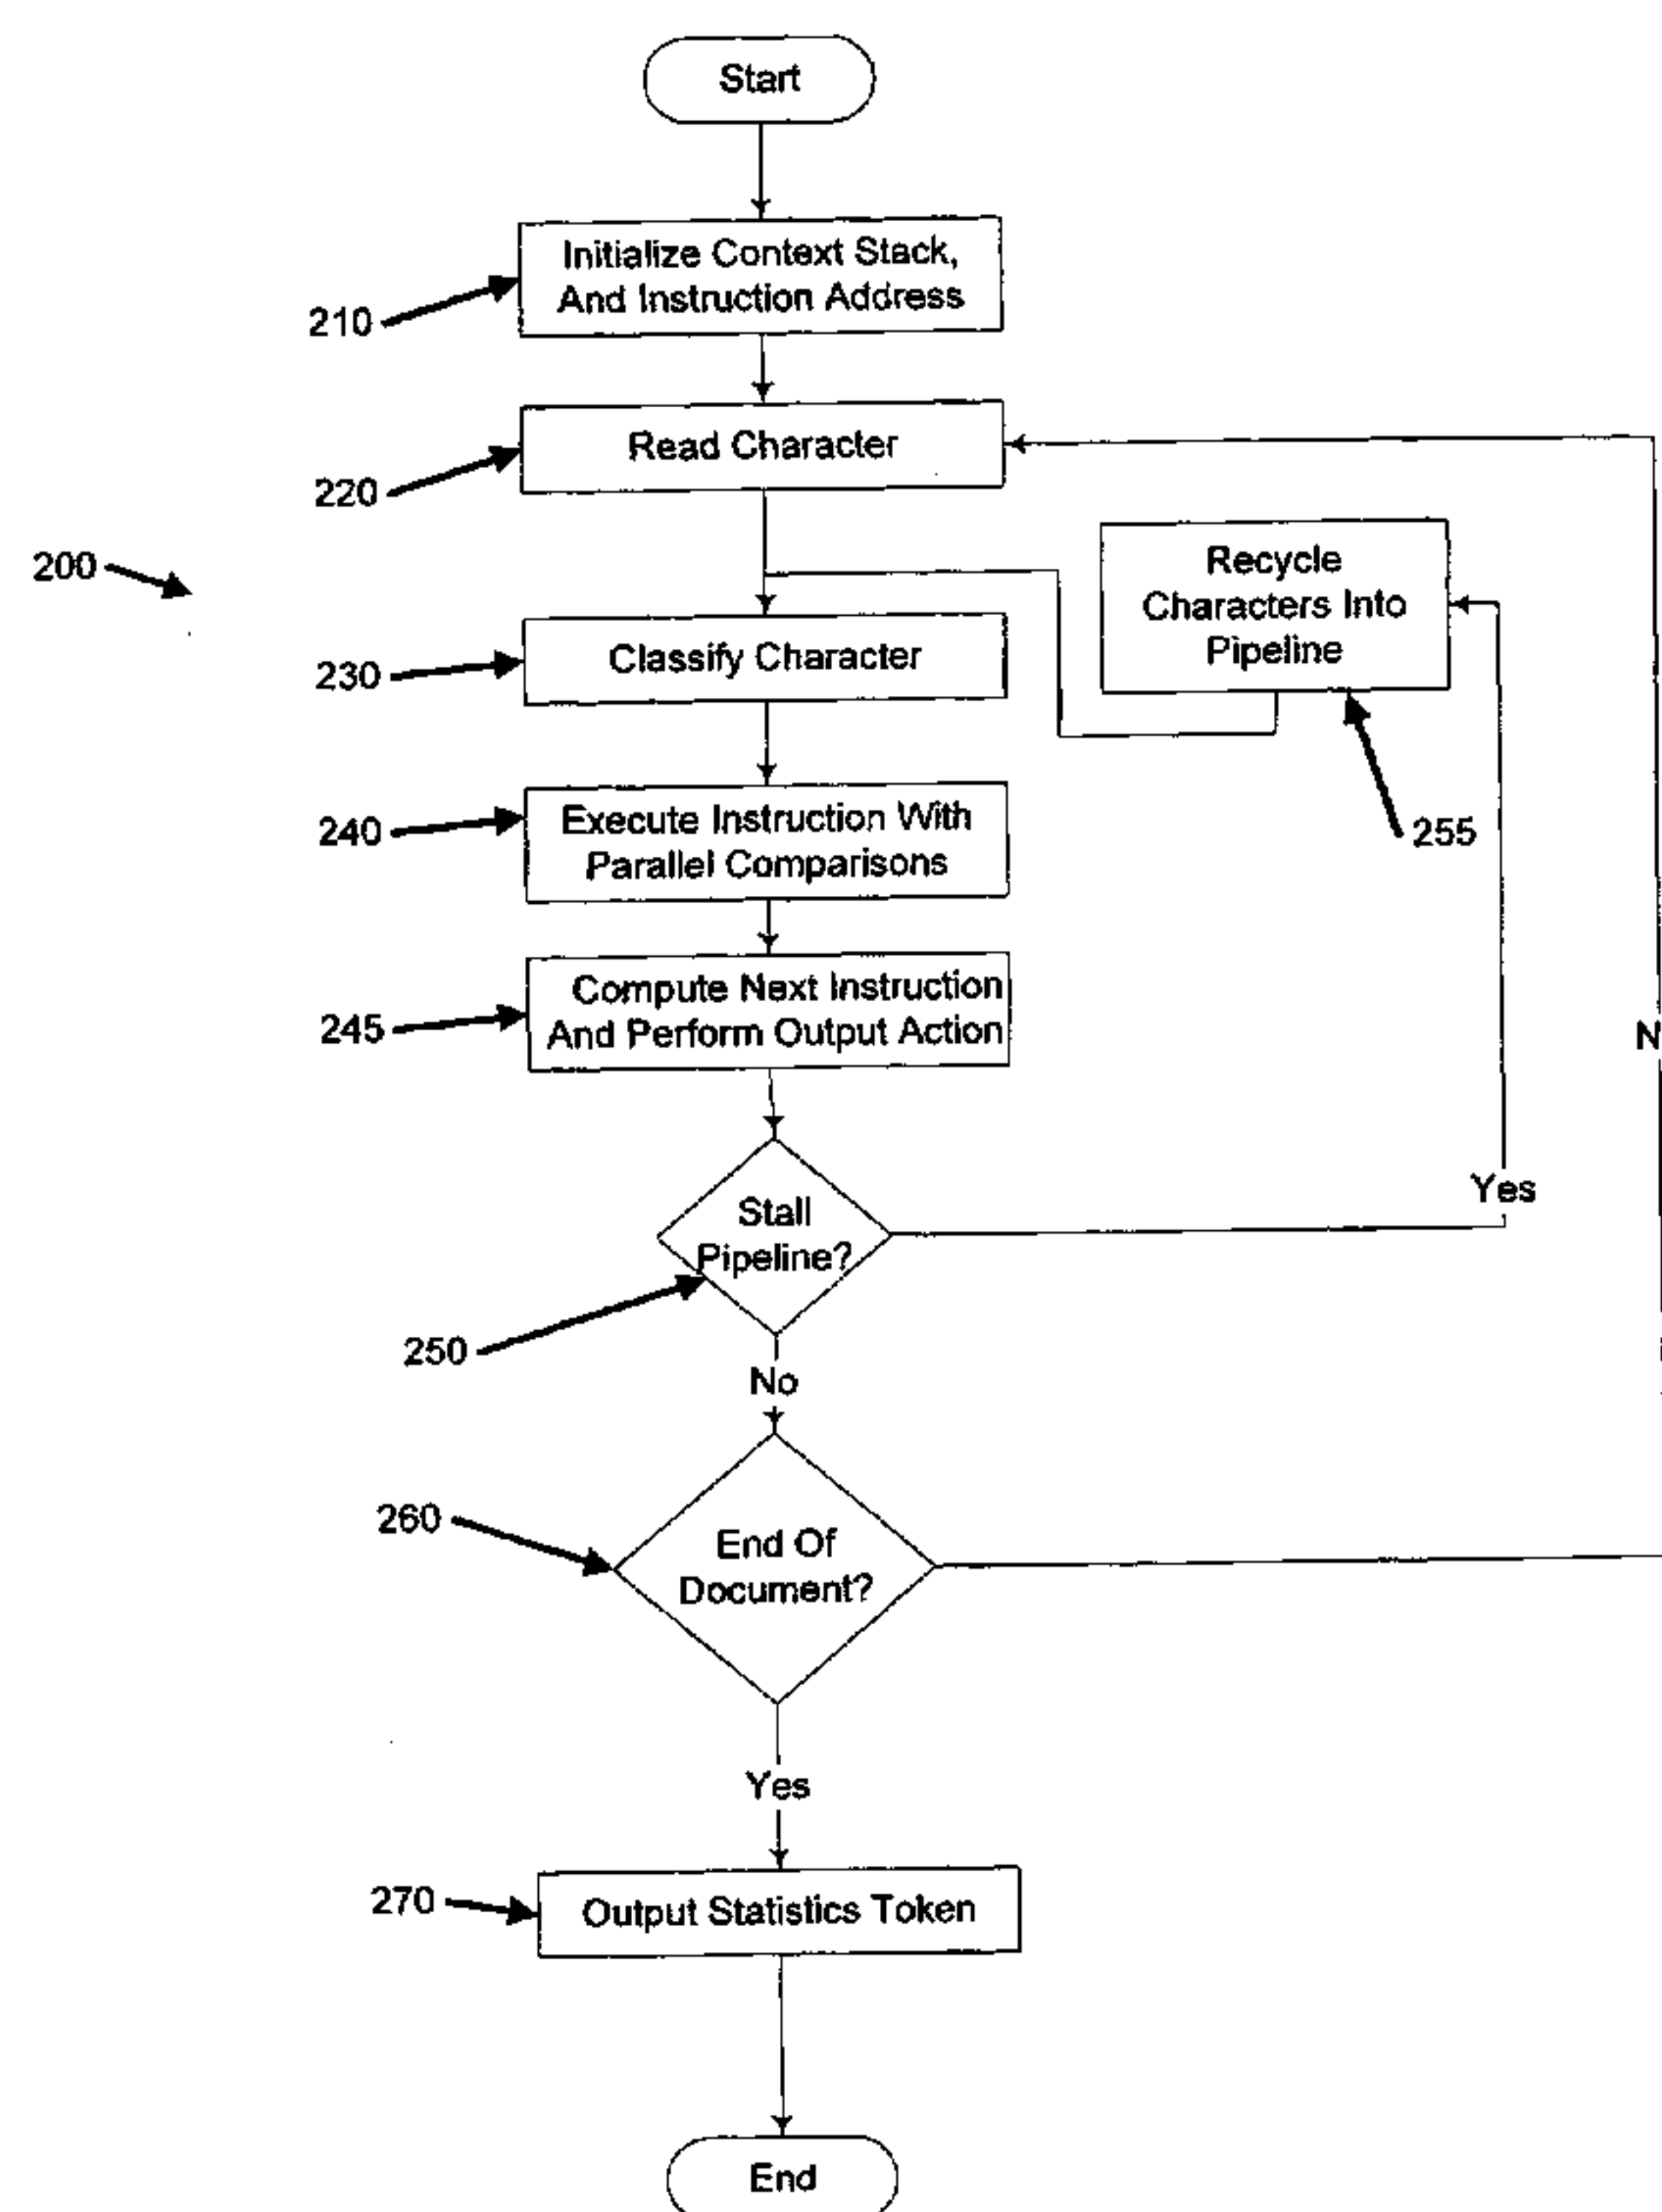 Start
Initialize Context Stack,
And Instruction Address
210
Read Character
220
200
Recycle
Characters Into
Pipeline
Classify Character
230
Execute Instruction With
Parallel Comparisons
240
255
Compute Next Instruction
And Perform Output Action
245
N
Yes
Stall
Pipeline?
250
No
260
End Of
Document?
Yes
270
Output Statistics Token
End